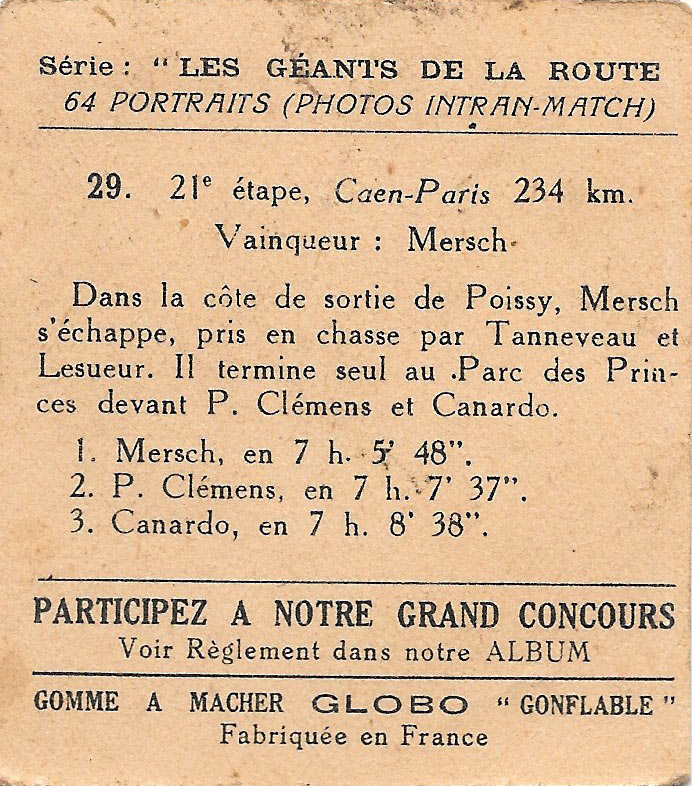 Série : " LES GÉANTS DE LA ROUTE
64 PORTRAITS (PHOTOS INTRAN-MATCH)
29. 21e étape, Caen-Paris 234 km.
Vainqueur : Mersch
Dans la côte de sortie de Poissy, Mersch
s'échappe, pris en chasse par Tanneveau et
Lesueur. Il termine seul au Parc des Prin-
ces devant P. Clémens et Canardo.
1. Mersch, en 7 h. 5' 48".
2. P. Clémens, en 7 h. 7' 37".
3. Canardo, en 7 h. 8' 38".
PARTICIPEZ A NOTRE GRAND CONCOURS
Voir Règlement dans notre ALBUM
GOMME A MACHER GLOBO " GONFLABLE "
Fabriquée en France